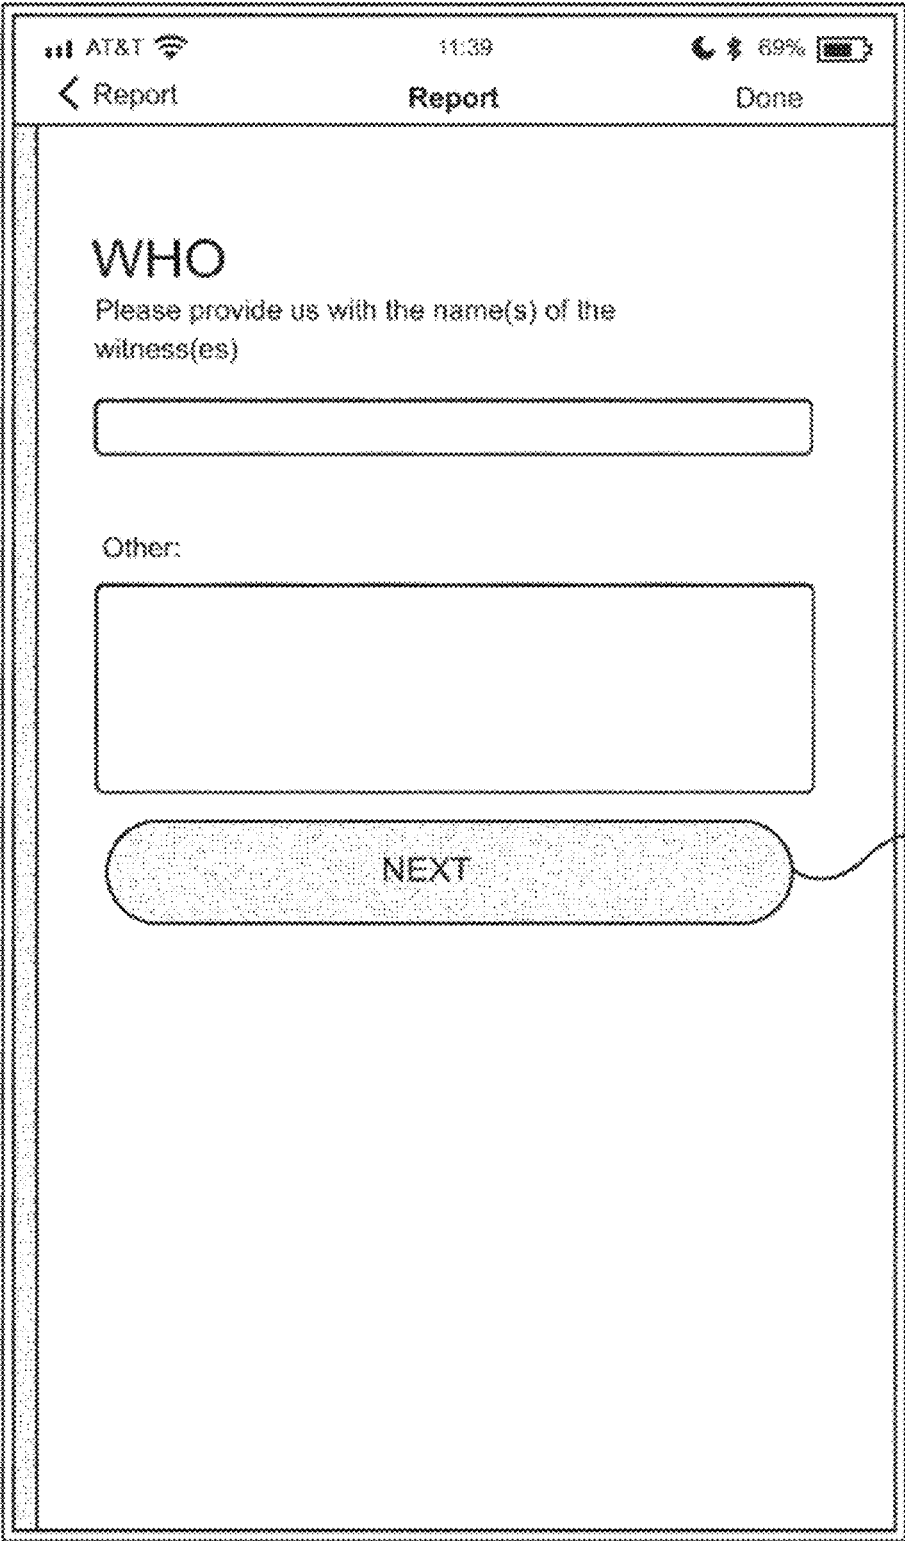 AT&T 11:39 69%
Report Report Done
WHO
Please provide us with the name(s) of the
witness(es)
Other:
NEXT